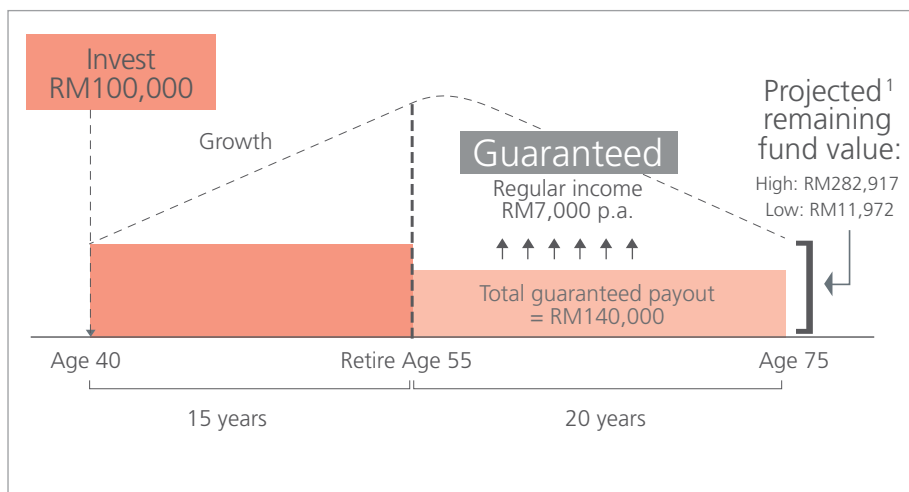 Invest
RM100,000
Growth
Guaranteed
Regular income
RM7,000 p.a.
Projected¹
remaining
fund value:
High: RM282,917
Low: RM11,972
Total guaranteed payout
= RM140,000
Age 40
Retire Age 55
Age 75
15 years
20 years